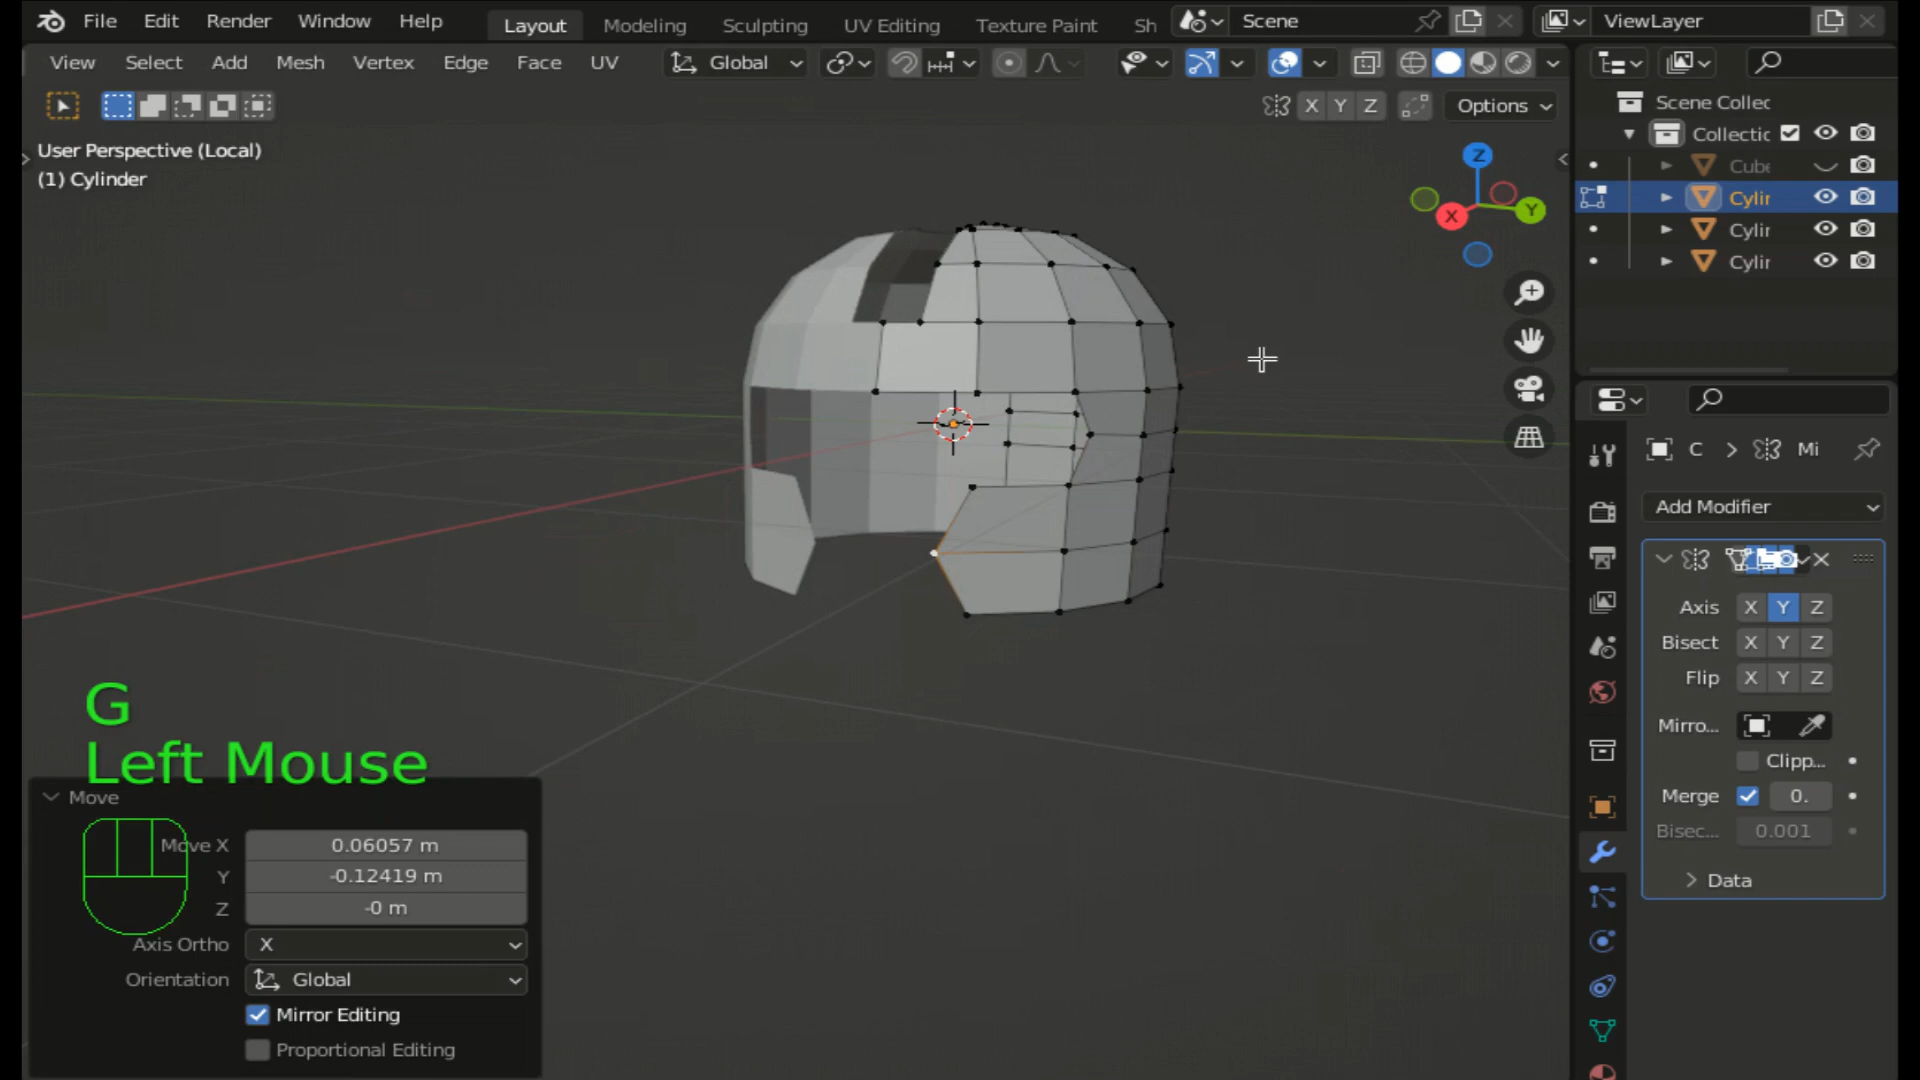 File Edit Render Window Help Layout Modeling Sculpting UV Editing Texture Paint Sh Scene ViewLayer
View Select Add Mesh Vertex Edge Face UV Global
X Y Z Options
User Perspective (Local)
(1) Cylinder
Z
X
Y
Scene Collec
Collectic
Cube
Cylir
Cylir
Cylir
C > Mi
Add Modifier
Axis X Y Z
Bisect X Y Z
Flip X Y Z
Mirro...
Clipp...
Merge 0.
Bisec... 0.001
Data
G
Left Mouse
Move
Move X 0.06057 m
Y -0.12419 m
Z -0 m
Axis Ortho X
Orientation Global
Mirror Editing
Proportional Editing